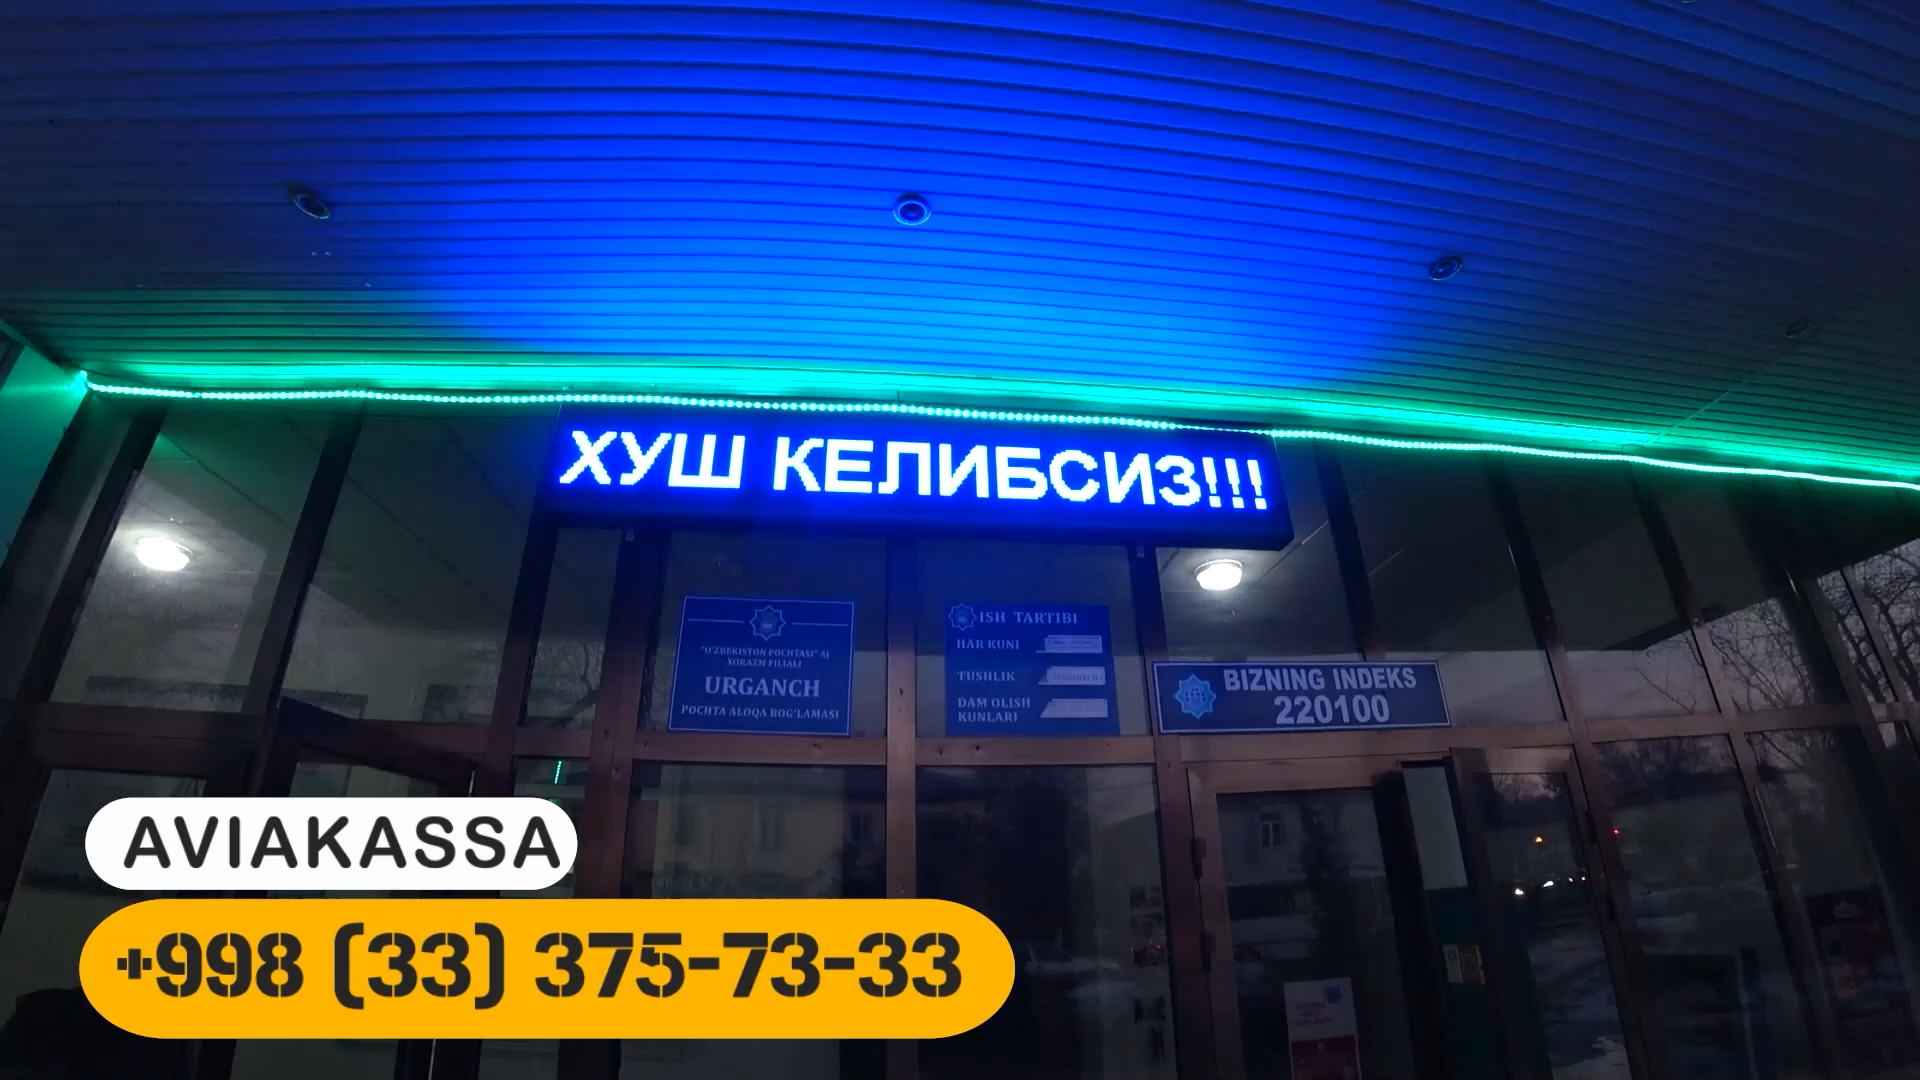 ХУШ КЕЛИБСИЗ!!!
"O'ZBEKISTON POCHTASI" AJ
XORAZM FILIALI
URGANCH
POCHTA ALOQA BOG'LAMASI
ISH TARTIBI
HAR KUNI
TUSHLIK
DAM OLISH
KUNLARI
BIZNING INDEKS
220100
AVIAKASSA
+998 (33) 375-73-33